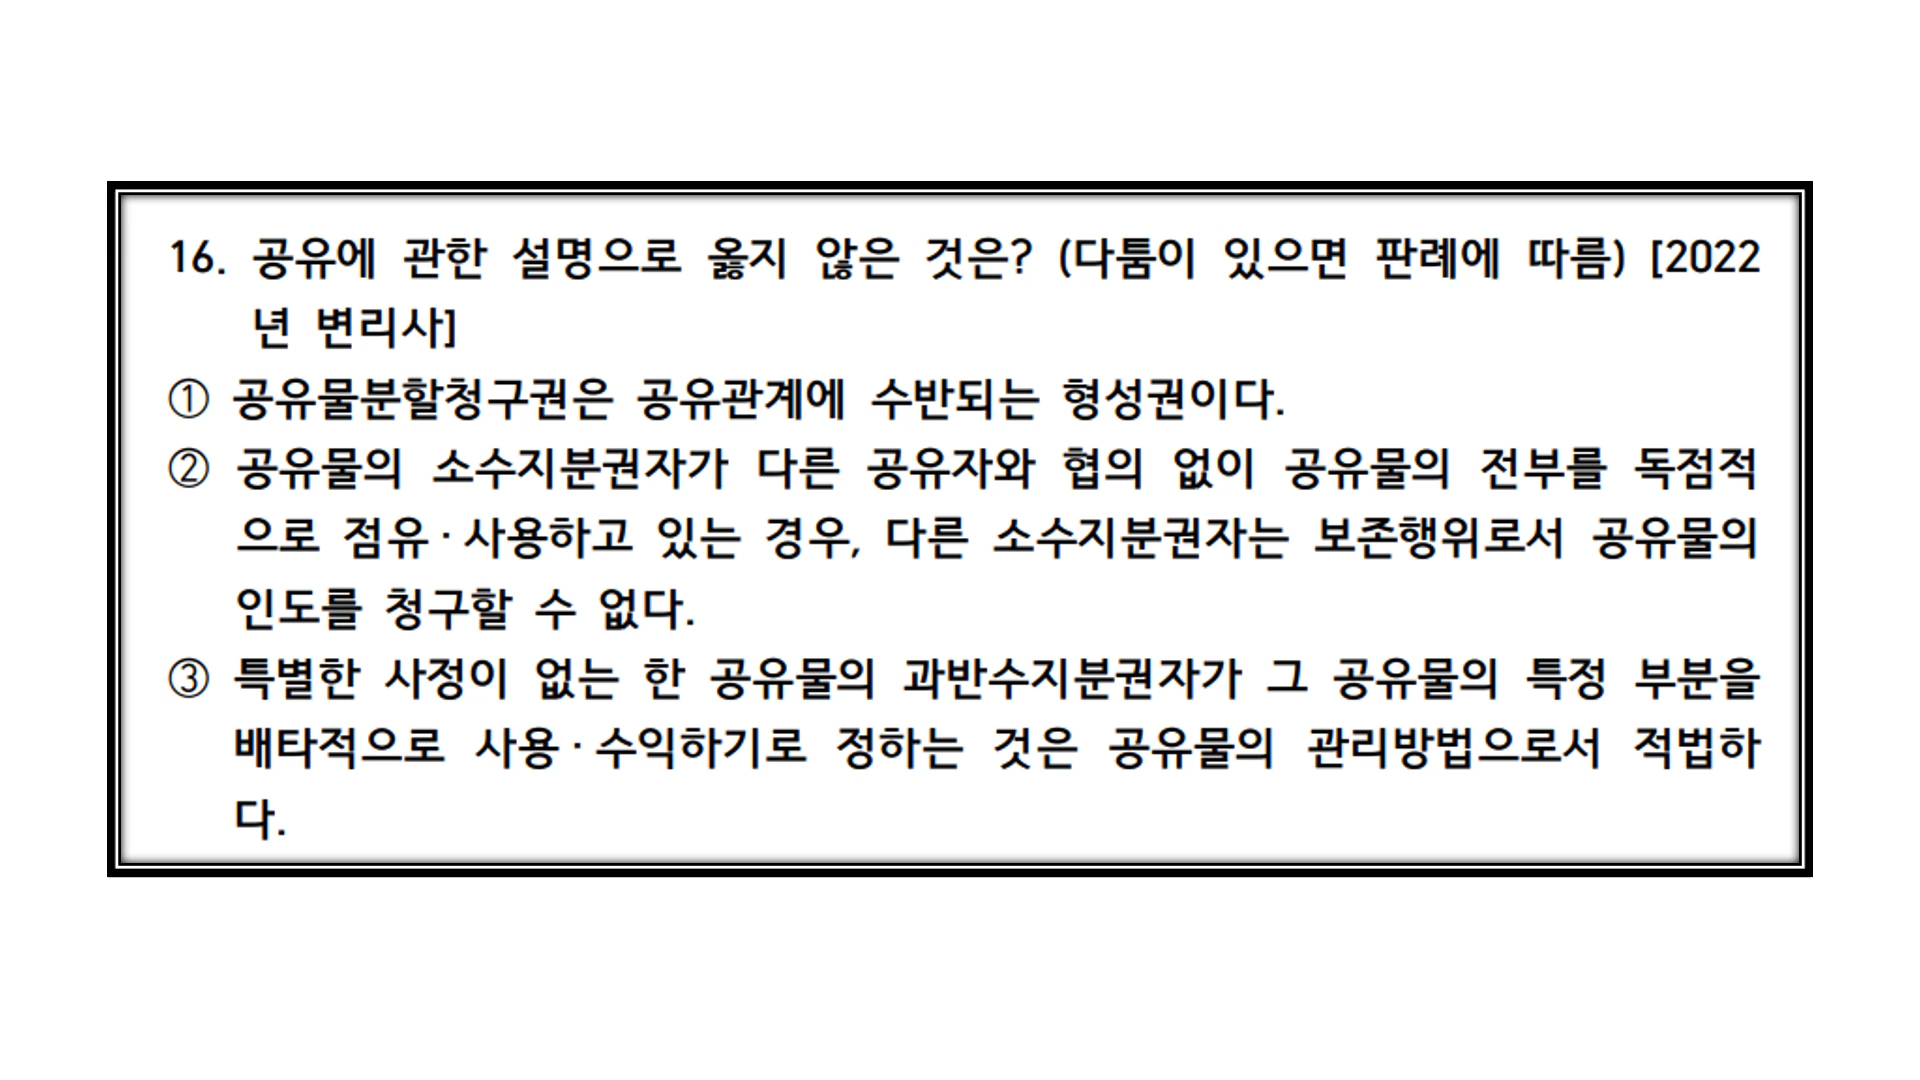 16. 공유에 관한 설명으로 옳지 않은 것은? (다툼이 있으면 판례에 따름) [2022
년 변리사]
① 공유물분할청구권은 공유관계에 수반되는 형성권이다.
② 공유물의 소수지분권자가 다른 공유자와 협의 없이 공유물의 전부를 독점적
으로 점유·사용하고 있는 경우, 다른 소수지분권자는 보존행위로서 공유물의
인도를 청구할 수 없다.
③ 특별한 사정이 없는 한 공유물의 과반수지분권자가 그 공유물의 특정 부분을
배타적으로 사용·수익하기로 정하는 것은 공유물의 관리방법으로서 적법하
다.